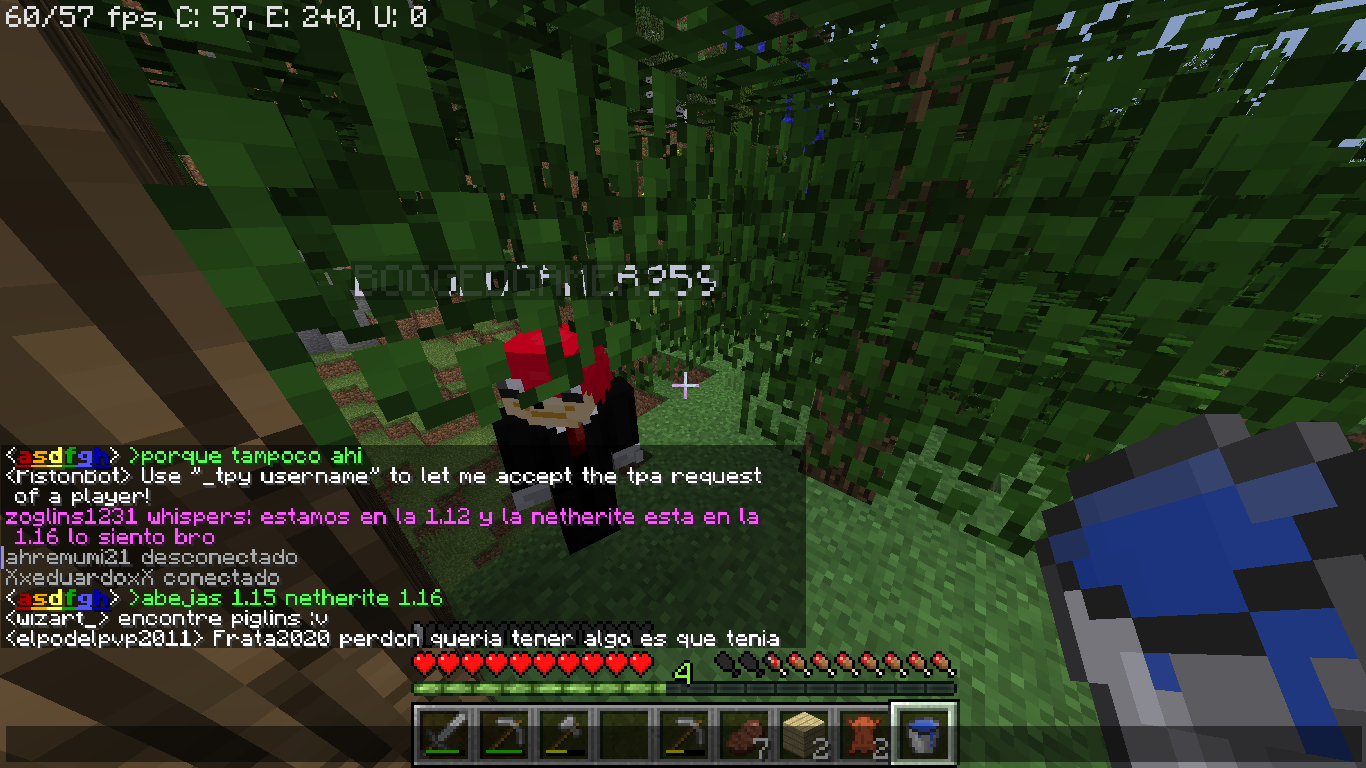 60/57 fps, C: 57, E: 2+0, U: 0
<asdfgh> >porque tampoco ahi
<ristonbot> Use "_tpy username" to let me accept the tpa request
of a player!
zoglins1231 whispers: estamos en la 1.12 y la netherite esta en la
1.16 lo siento bro
ahremumi21 desconectado
XxeduardoxX conectado
<asdfgh> >abejas 1.15 netherite 1.16
<wizart_> encontre piglins :v
<elpodelpvp2011> Frata2020 perdon queria tener algo es que tenia
4
7
2
2